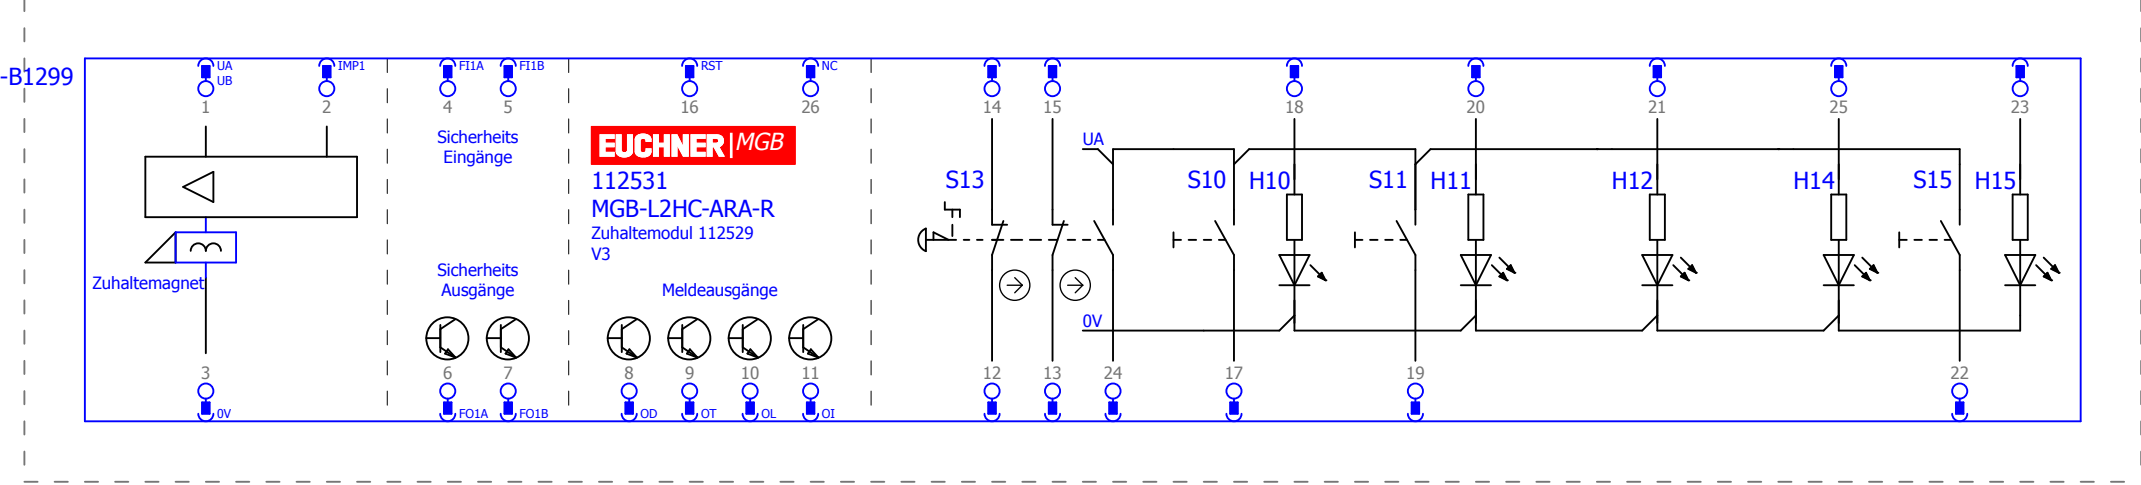 -B1299
UA
UB
IMP1
FI1A
FI1B
RST
NC
1
2
4
5
16
26
14
15
18
20
21
25
23
Sicherheits
Eingänge
EUCHNER|MGB
112531
MGB-L2HC-ARA-R
Zuhaltemodul 112529
V3
UA
S13
S10
H10
S11
H11
H12
H14
S15
H15
Zuhaltemagnet
Sicherheits
Ausgänge
Meldeausgänge
0V
3
6
7
8
9
10
11
12
13
24
17
19
22
0V
FO1A
FO1B
OD
OT
OL
OI